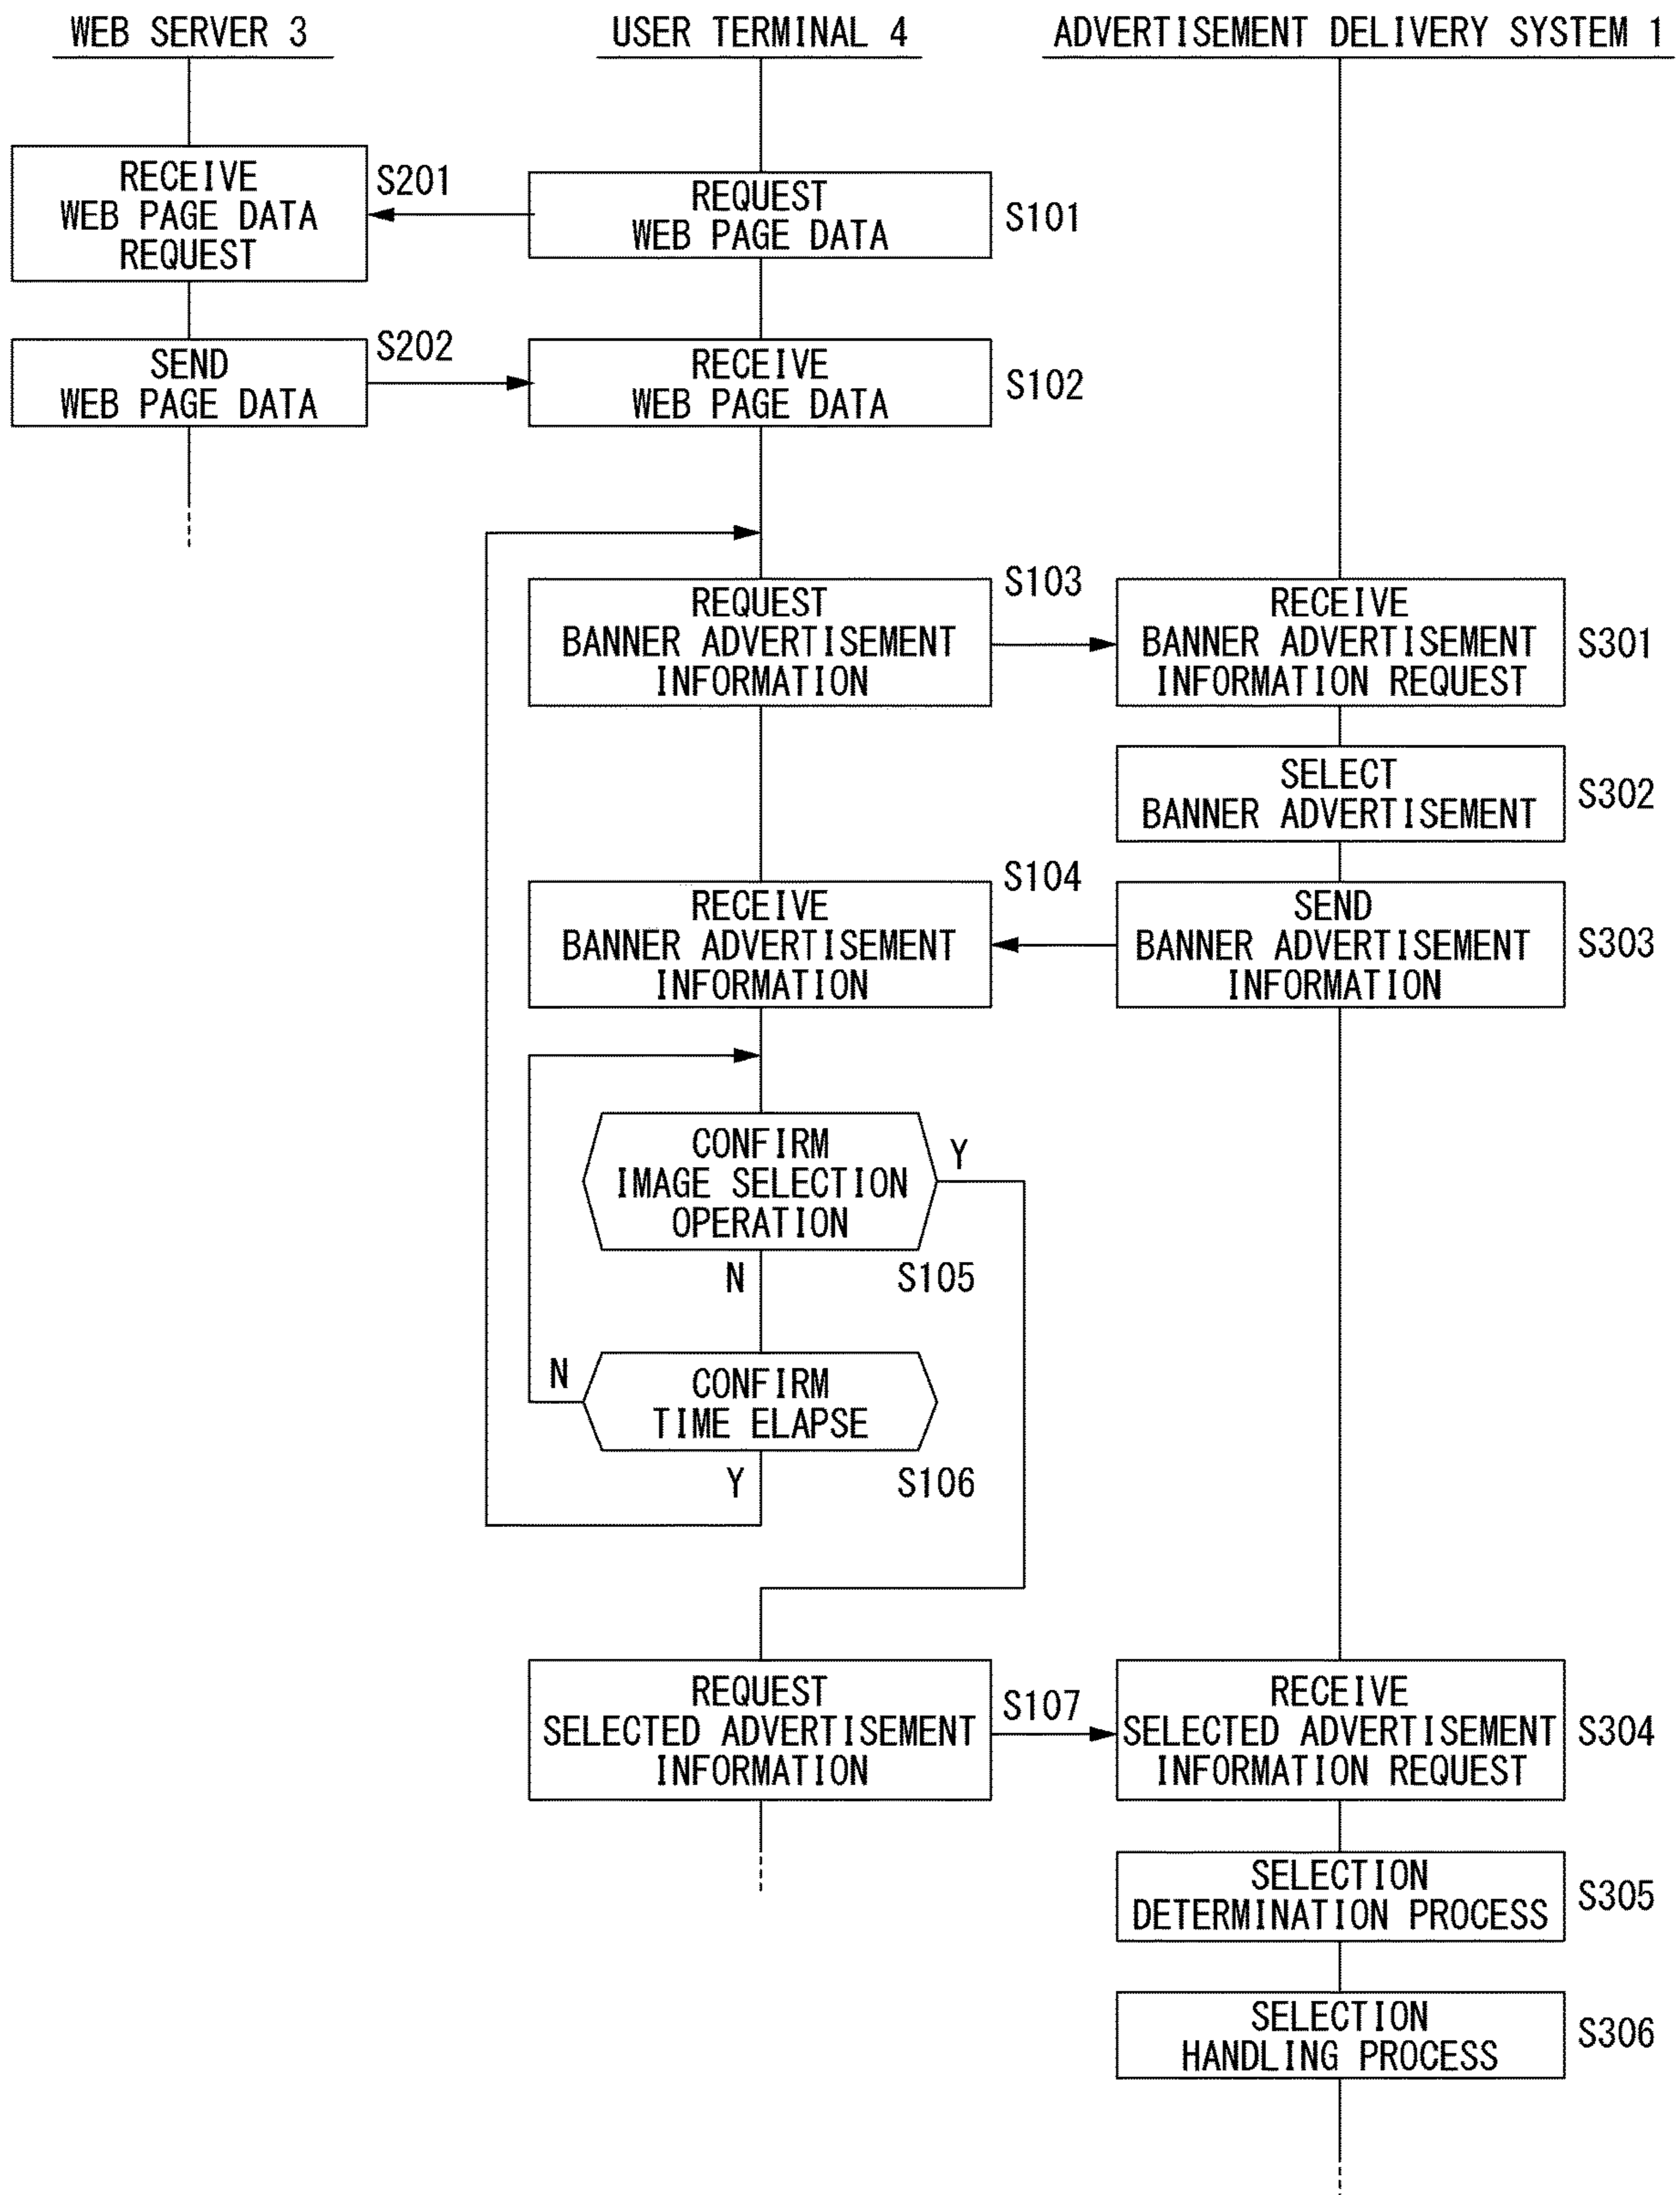 WEB SERVER 3
USER TERMINAL 4
ADVERTISEMENT DELIVERY SYSTEM 1
RECEIVE
WEB PAGE DATA
REQUEST
S201
REQUEST
WEB PAGE DATA
S101
SEND
WEB PAGE DATA
S202
RECEIVE
WEB PAGE DATA
S102
REQUEST
BANNER ADVERTISEMENT
INFORMATION
S103
RECEIVE
BANNER ADVERTISEMENT
INFORMATION REQUEST
S301
SELECT
BANNER ADVERTISEMENT
S302
RECEIVE
BANNER ADVERTISEMENT
INFORMATION
S104
SEND
BANNER ADVERTISEMENT
INFORMATION
S303
CONFIRM
IMAGE SELECTION
OPERATION
Y
N
S105
N
CONFIRM
TIME ELAPSE
Y
S106
REQUEST
SELECTED ADVERTISEMENT
INFORMATION
S107
RECEIVE
SELECTED ADVERTISEMENT
INFORMATION REQUEST
S304
SELECTION
DETERMINATION PROCESS
S305
SELECTION
HANDLING PROCESS
S306